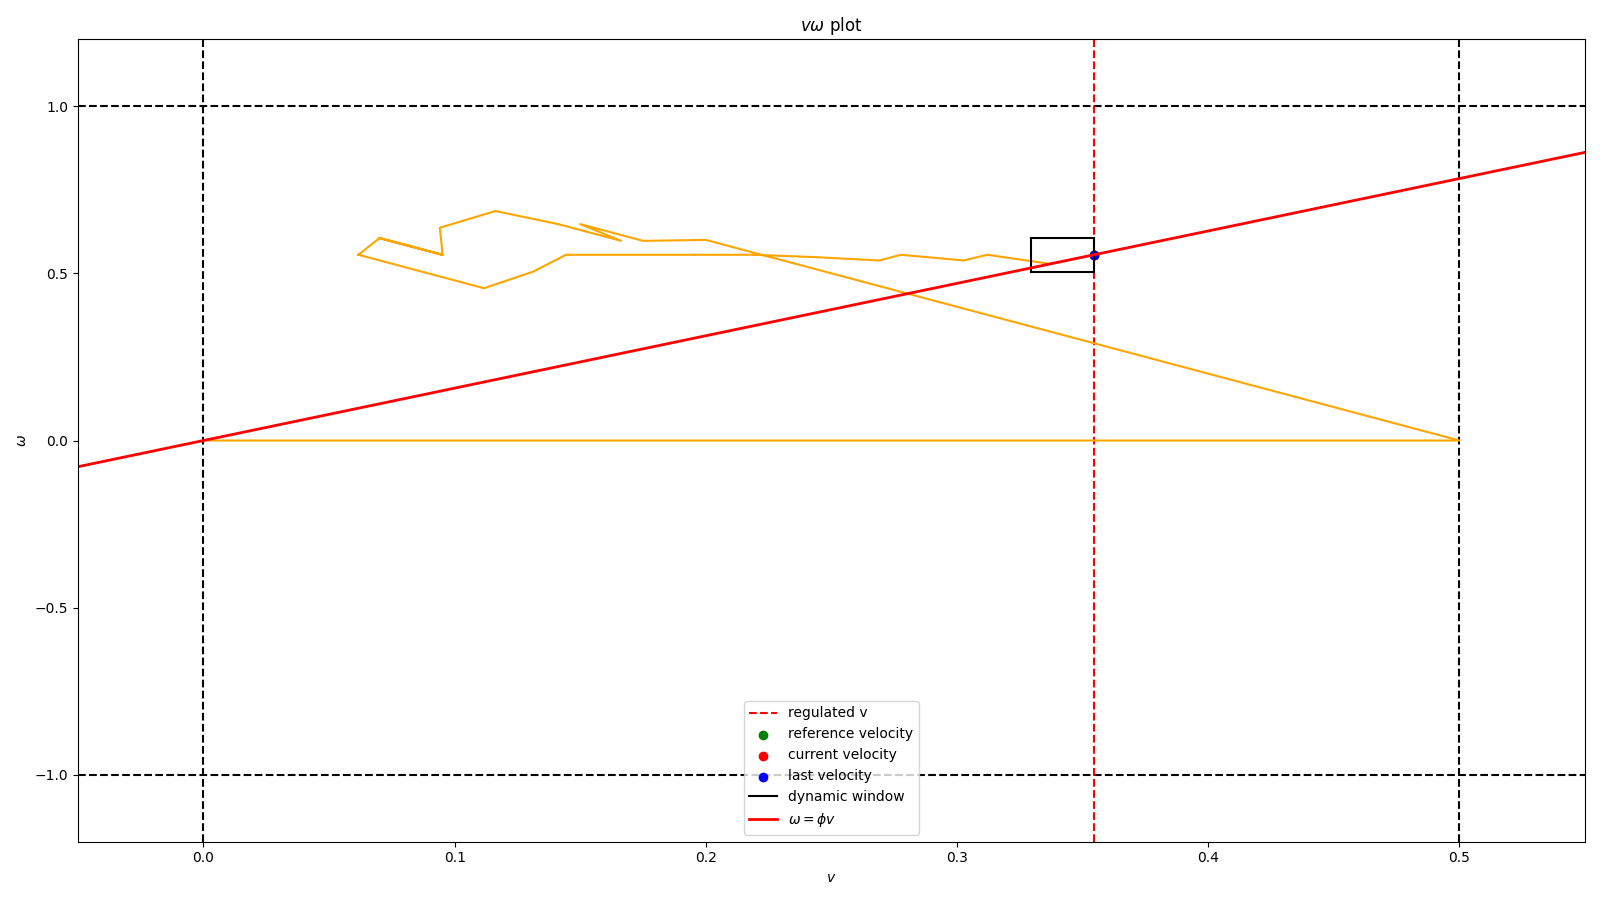 vω plot
1.0
0.5
0.0
−0.5
−1.0
ω
regulated v
reference velocity
current velocity
last velocity
dynamic window
ω = ϕv
0.0 0.1 0.2 0.3 0.4 0.5
v